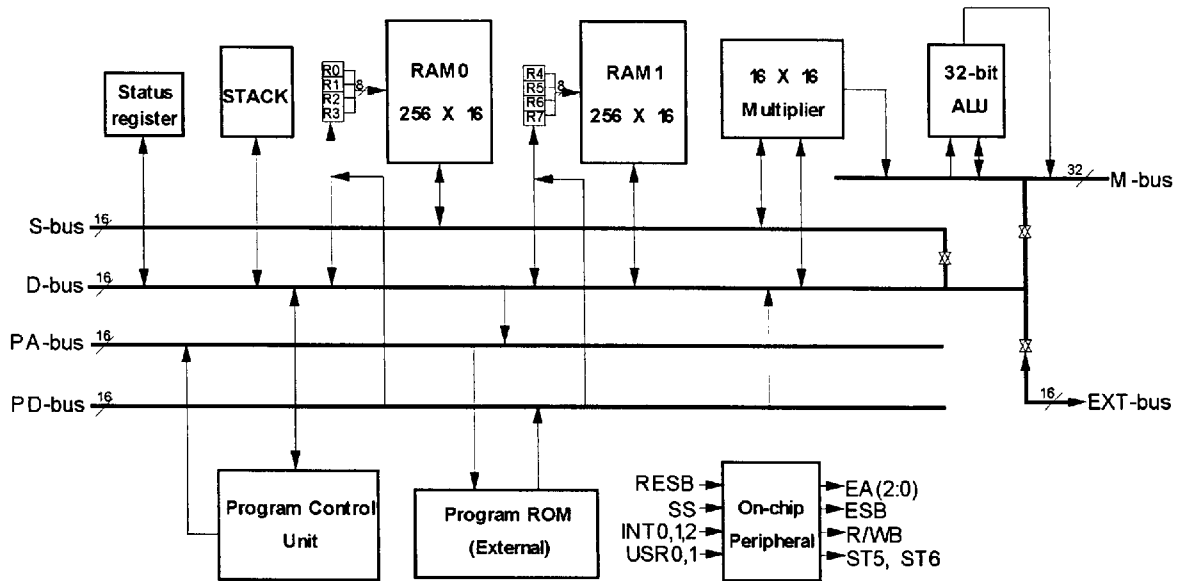 Status
register
STACK
R0
R1
R2
R3
8
RAM0
256 X 16
R4
R5
R6
R7
8
RAM1
256 X 16
16 X 16
Multiplier
32-bit
ALU
32
M-bus
S-bus
16
D-bus
16
PA-bus
16
PD-bus
16
16
EXT-bus
Program Control
Unit
Program ROM
(External)
RESB
SS
INT0,1,2
USR0,1
On-chip
Peripheral
EA(2:0)
ESB
R/WB
ST5, ST6